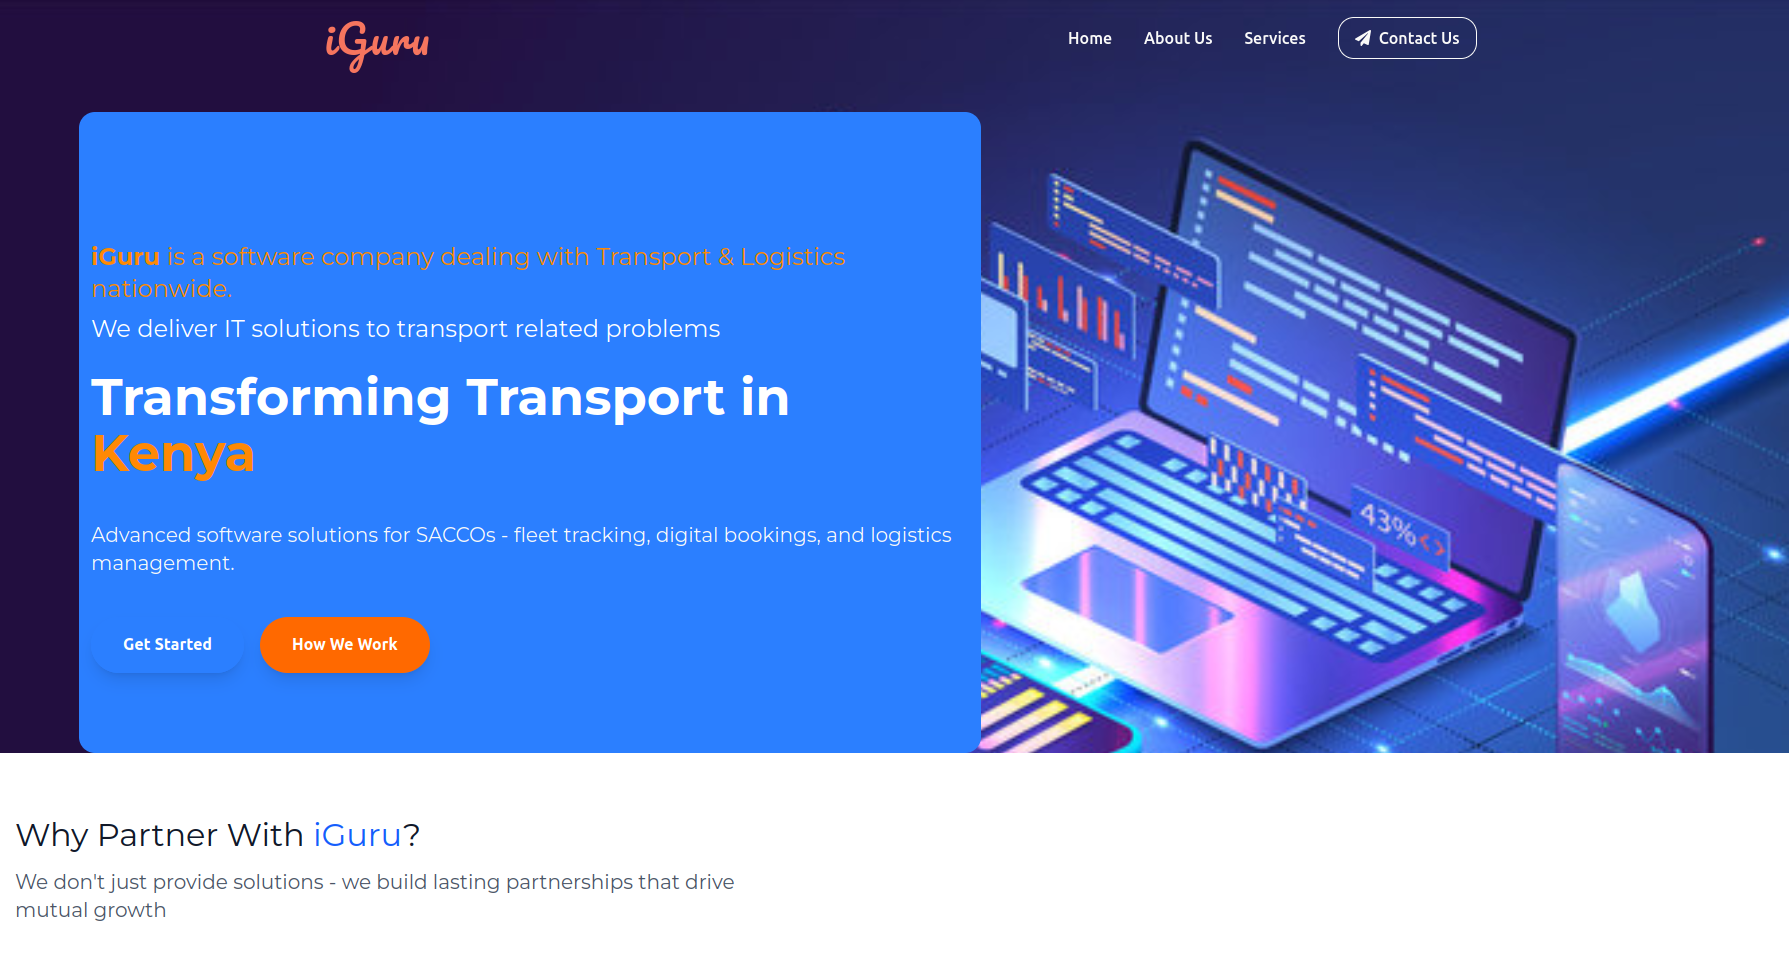 iGuru
Home
About Us
Services
Contact Us
iGuru is a software company dealing with Transport & Logistics
nationwide.
We deliver IT solutions to transport related problems
Transforming Transport in
Kenya
Advanced software solutions for SACCOs - fleet tracking, digital bookings, and logistics
management.
Get Started
How We Work
43%<>
Why Partner With iGuru?
We don't just provide solutions - we build lasting partnerships that drive
mutual growth